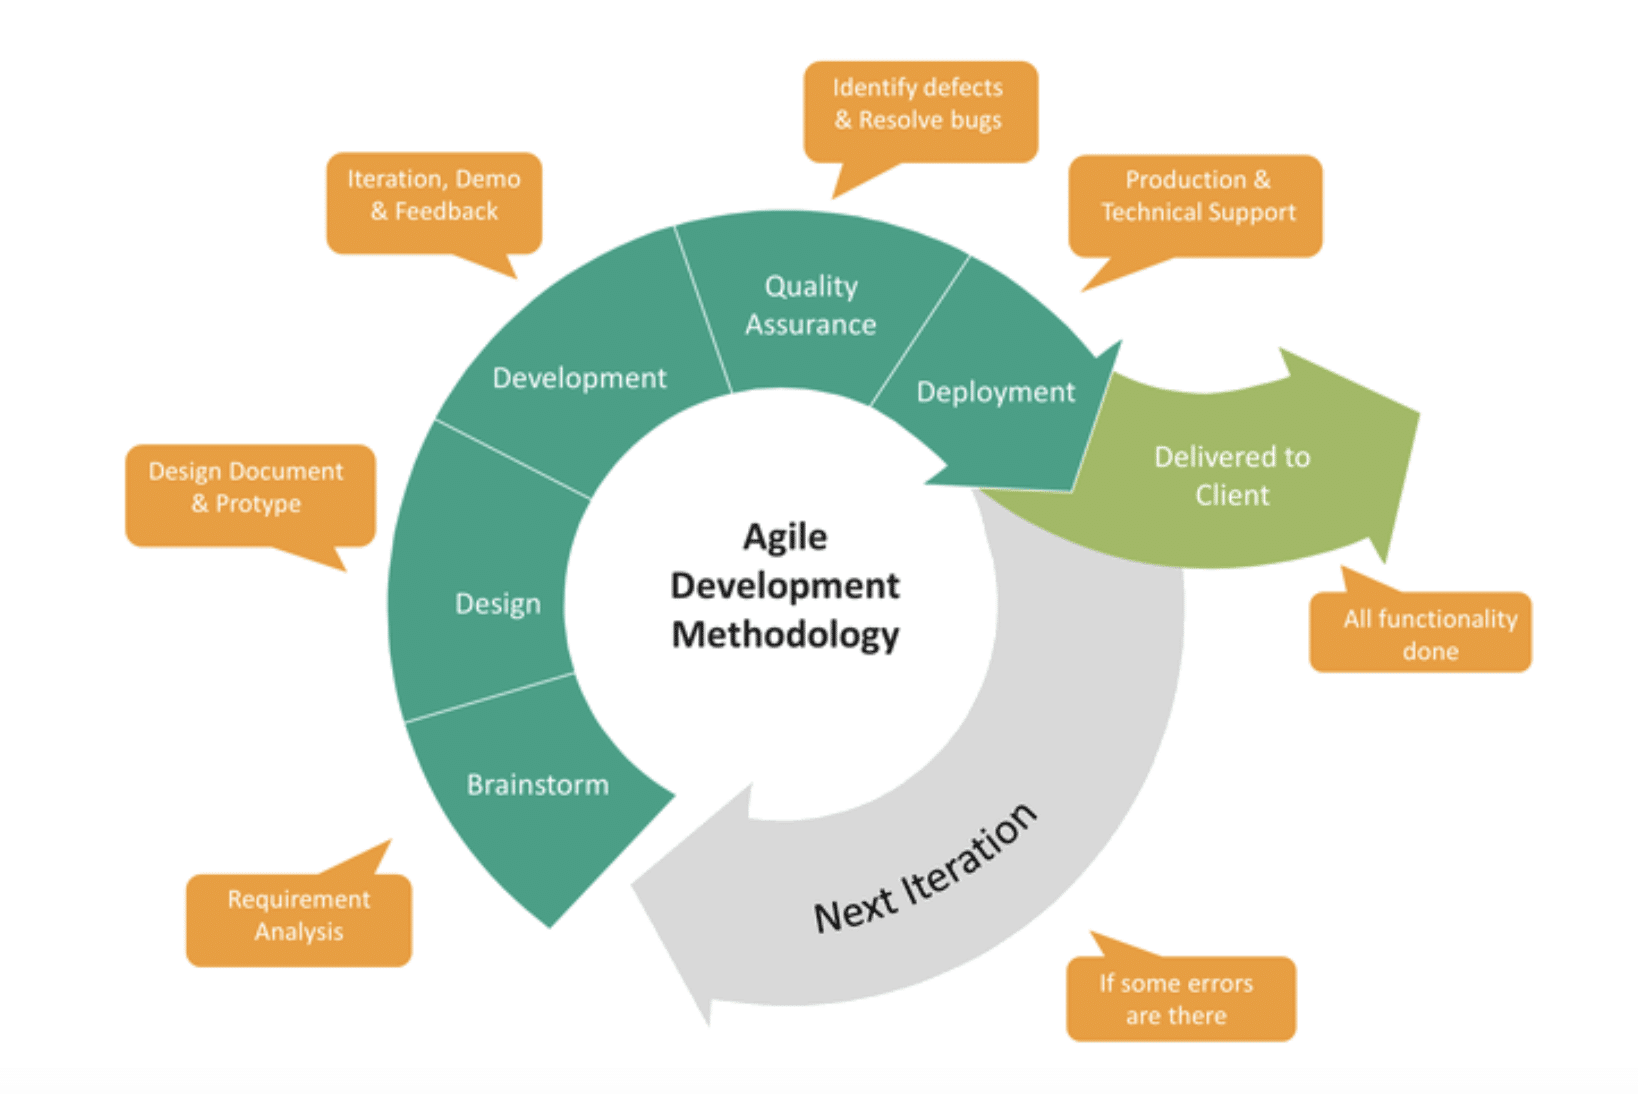 Identify defects
& Resolve bugs
Iteration, Demo
& Feedback
Production &
Technical Support
Quality
Assurance
Development
Deployment
Design Document
& Protype
Delivered to
Client
Agile
Development
Methodology
Design
All functionality
done
Brainstorm
Next Iteration
Requirement
Analysis
If some errors
are there